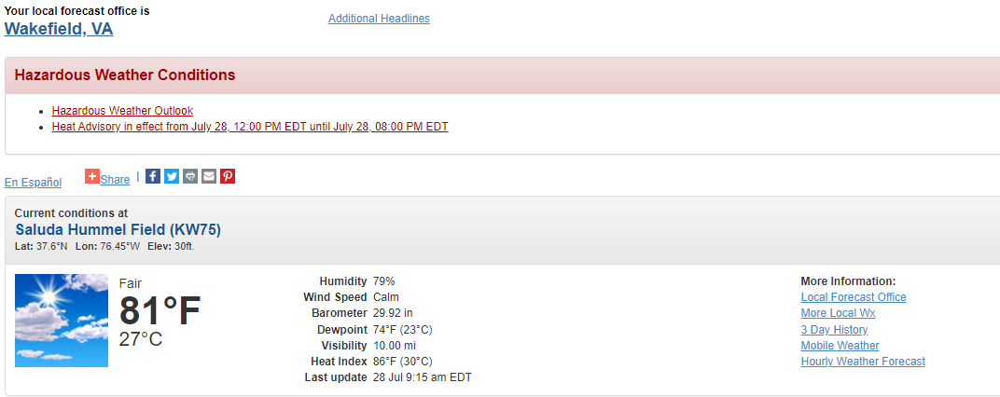 Your local forecast office is
Wakefield, VA
Additional Headlines
Hazardous Weather Conditions
Hazardous Weather Outlook
Heat Advisory in effect from July 28, 12:00 PM EDT until July 28, 08:00 PM EDT
En Español
Share |
Current conditions at
Saluda Hummel Field (KW75)
Lat: 37.6°N Lon: 76.45°W Elev: 30ft.
Fair
81°F
27°C
Humidity 79%
Wind Speed Calm
Barometer 29.92 in
Dewpoint 74°F (23°C)
Visibility 10.00 mi
Heat Index 86°F (30°C)
Last update 28 Jul 9:15 am EDT
More Information:
Local Forecast Office
More Local Wx
3 Day History
Mobile Weather
Hourly Weather Forecast